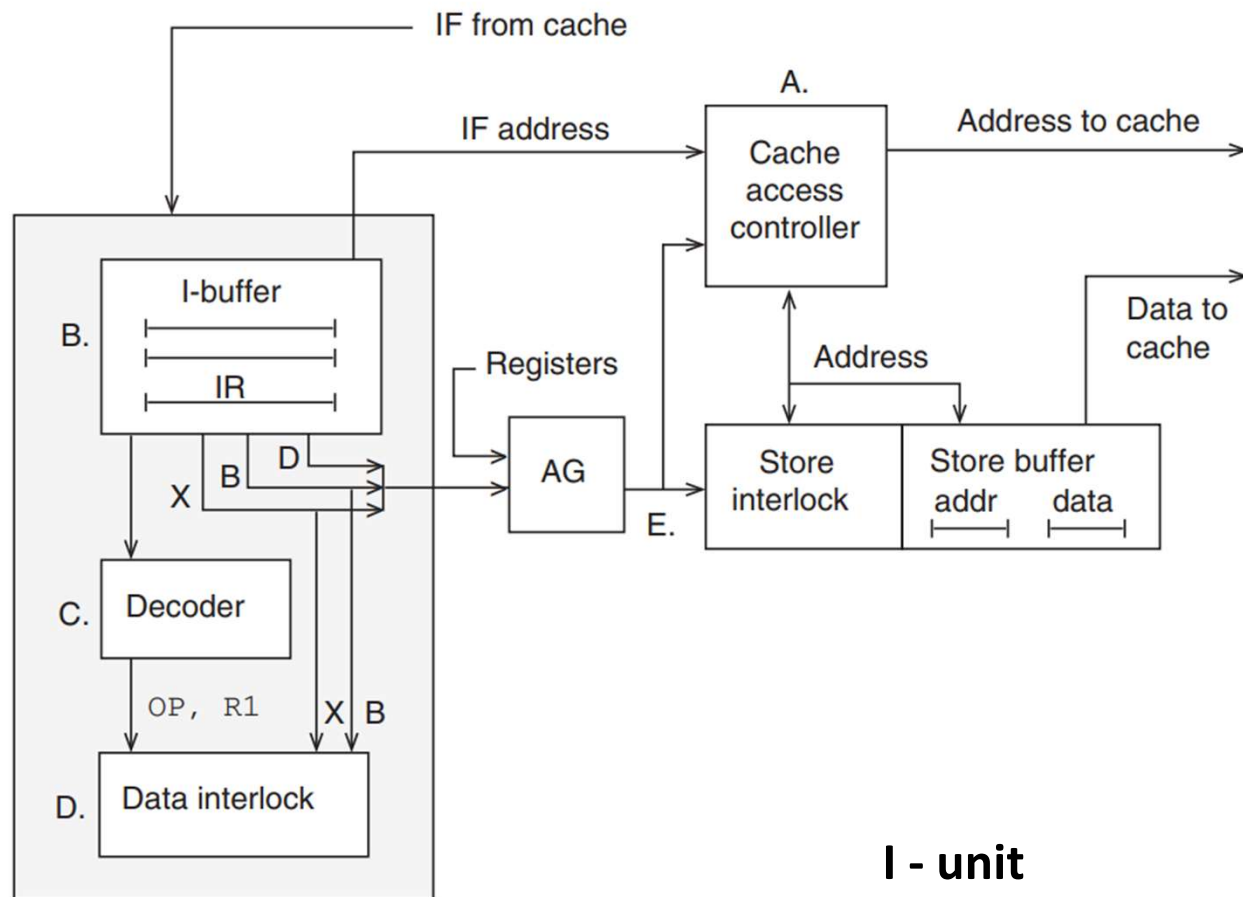 IF from cache
A.
IF address
Address to cache
Cache
access
controller
I-buffer
B.
IR
Data to
cache
Registers
Address
D
B
X
AG
E.
Store
interlock
Store buffer
addr data
C.
Decoder
OP, R1
X B
D.
Data interlock
I - unit